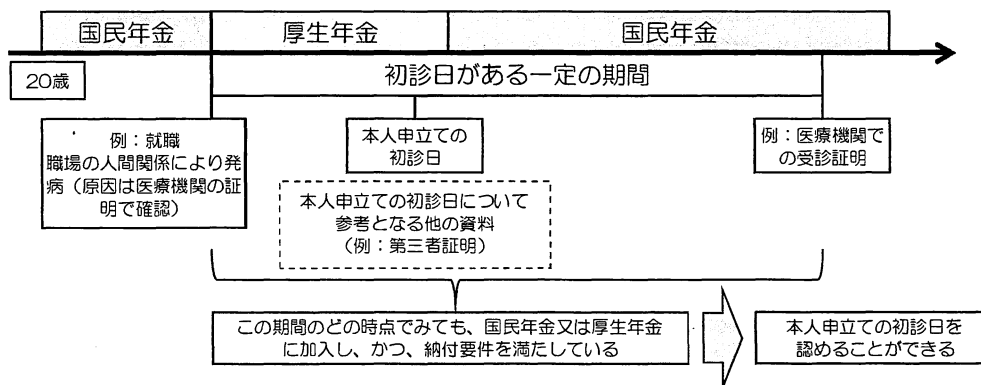 国民年金
厚生年金
国民年金
20歳
初診日がある一定の期間
例：就職
職場の人間関係により発
病（原因は医療機関の証
明で確認）
本人申立ての
初診日
例：医療機関で
の受診証明
本人申立ての初診日について
参考となる他の資料
（例：第三者証明）
この期間のどの時点でみても、国民年金又は厚生年金
に加入し、かつ、納付要件を満たしている
本人申立ての初診日を
認めることができる